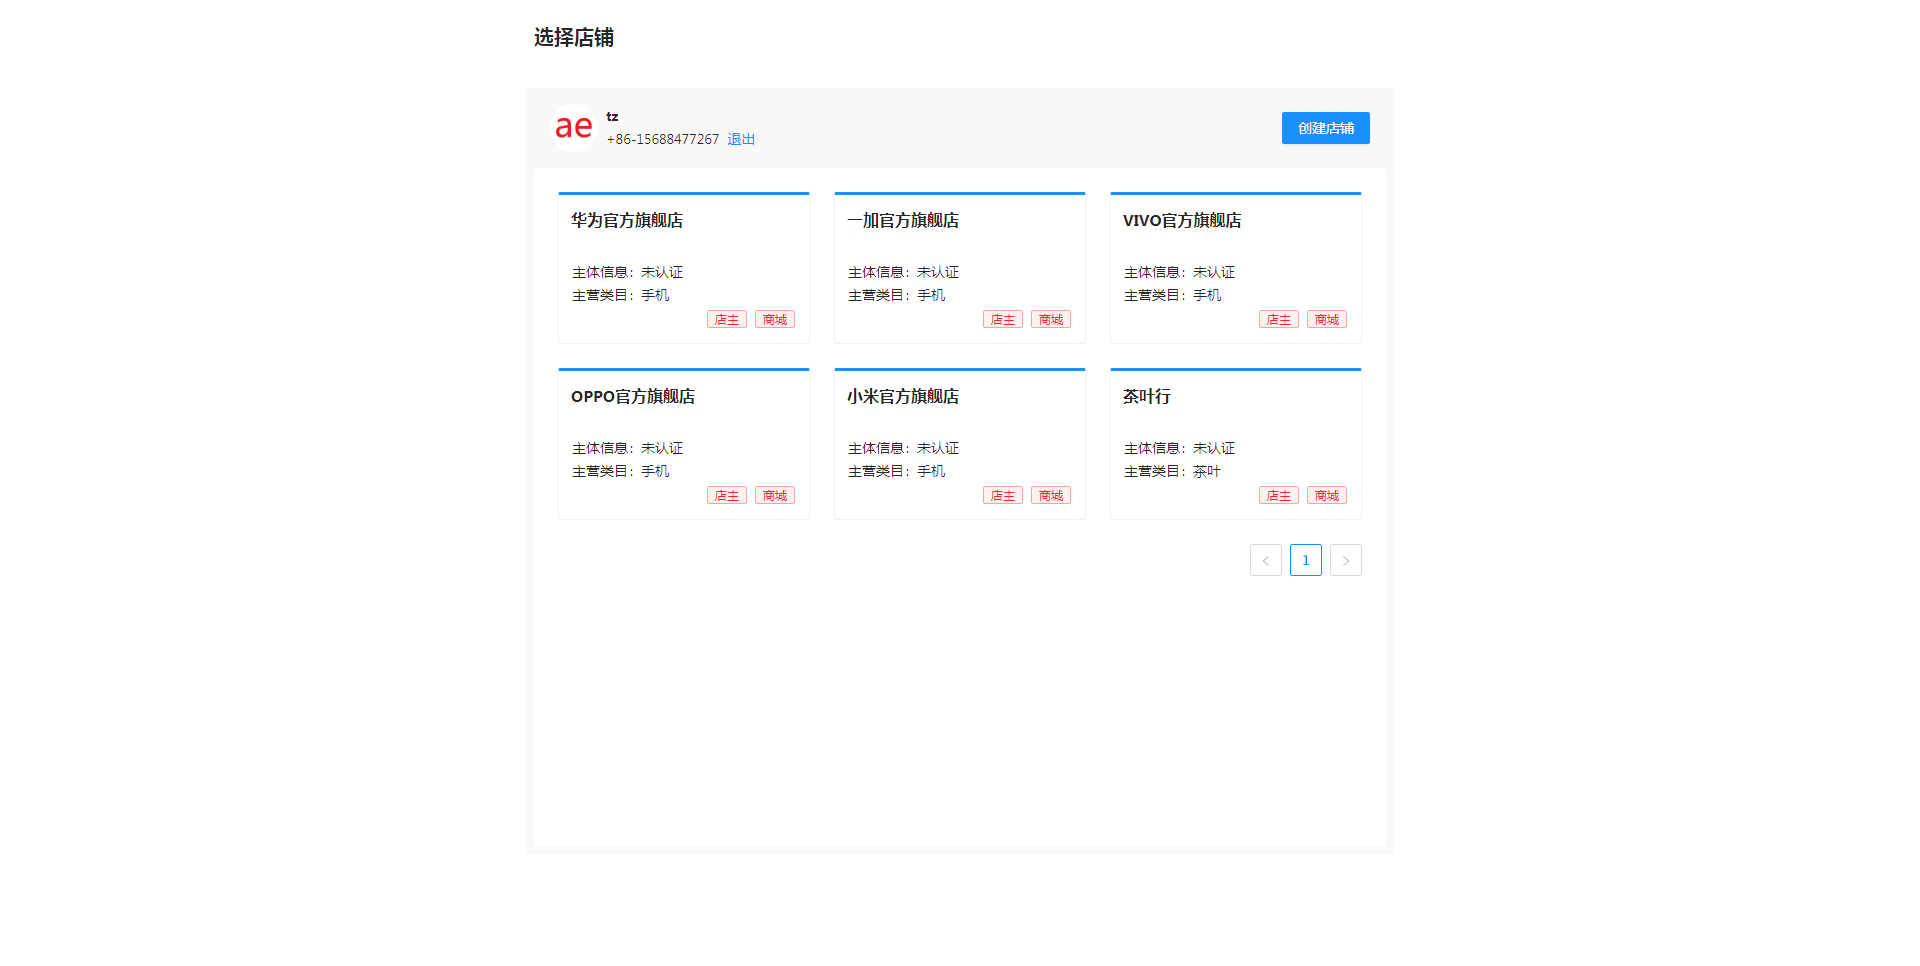 选择店铺
ae
tz
+86-15688477267 退出
创建店铺
华为官方旗舰店
主体信息：未认证
主营类目：手机
店主 商城
一加官方旗舰店
主体信息：未认证
主营类目：手机
店主 商城
VIVO官方旗舰店
主体信息：未认证
主营类目：手机
店主 商城
OPPO官方旗舰店
主体信息：未认证
主营类目：手机
店主 商城
小米官方旗舰店
主体信息：未认证
主营类目：手机
店主 商城
茶叶行
主体信息：未认证
主营类目：茶叶
店主 商城
1